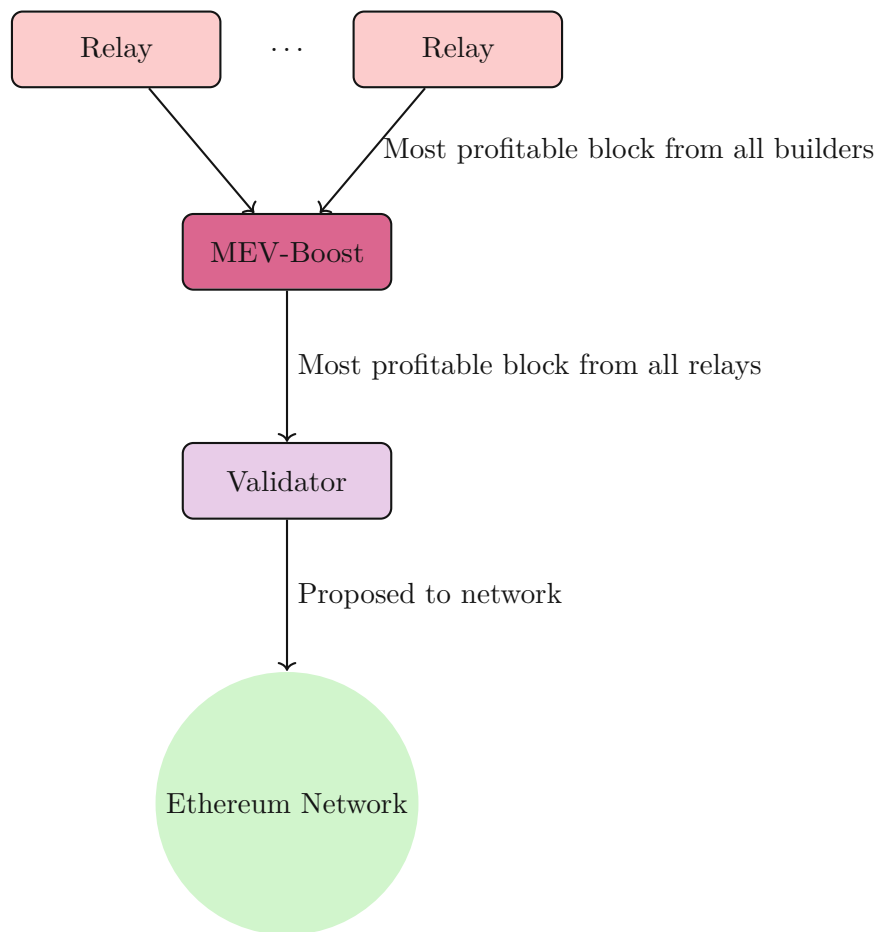 Relay
...
Relay
Most profitable block from all builders
MEV-Boost
Most profitable block from all relays
Validator
Proposed to network
Ethereum Network